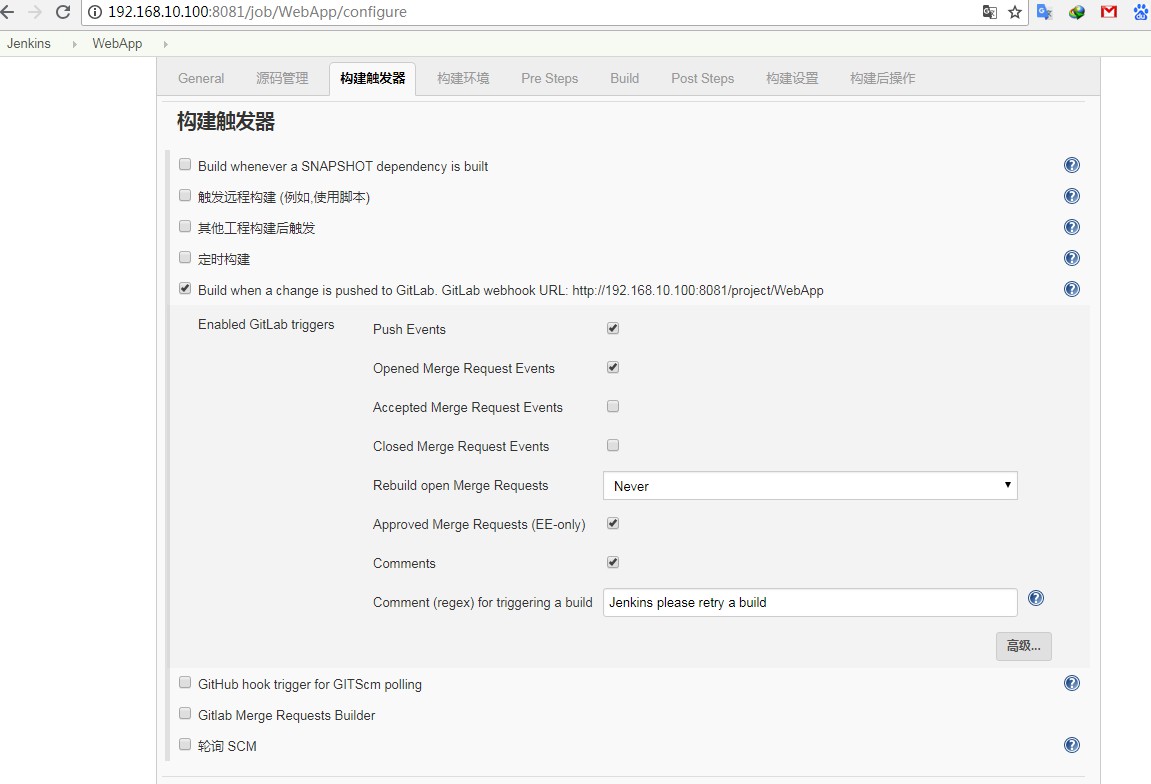 192.168.10.100:8081/job/WebApp/configure
Jenkins WebApp
General 源码管理 构建触发器 构建环境 Pre Steps Build Post Steps 构建设置 构建后操作
构建触发器
Build whenever a SNAPSHOT dependency is built
触发远程构建 (例如,使用脚本)
其他工程构建后触发
定时构建
Build when a change is pushed to GitLab. GitLab webhook URL: http://192.168.10.100:8081/project/WebApp
Enabled GitLab triggers
Push Events
Opened Merge Request Events
Accepted Merge Request Events
Closed Merge Request Events
Rebuild open Merge Requests Never
Approved Merge Requests (EE-only)
Comments
Comment (regex) for triggering a build Jenkins please retry a build
高级...
GitHub hook trigger for GITScm polling
Gitlab Merge Requests Builder
轮询 SCM